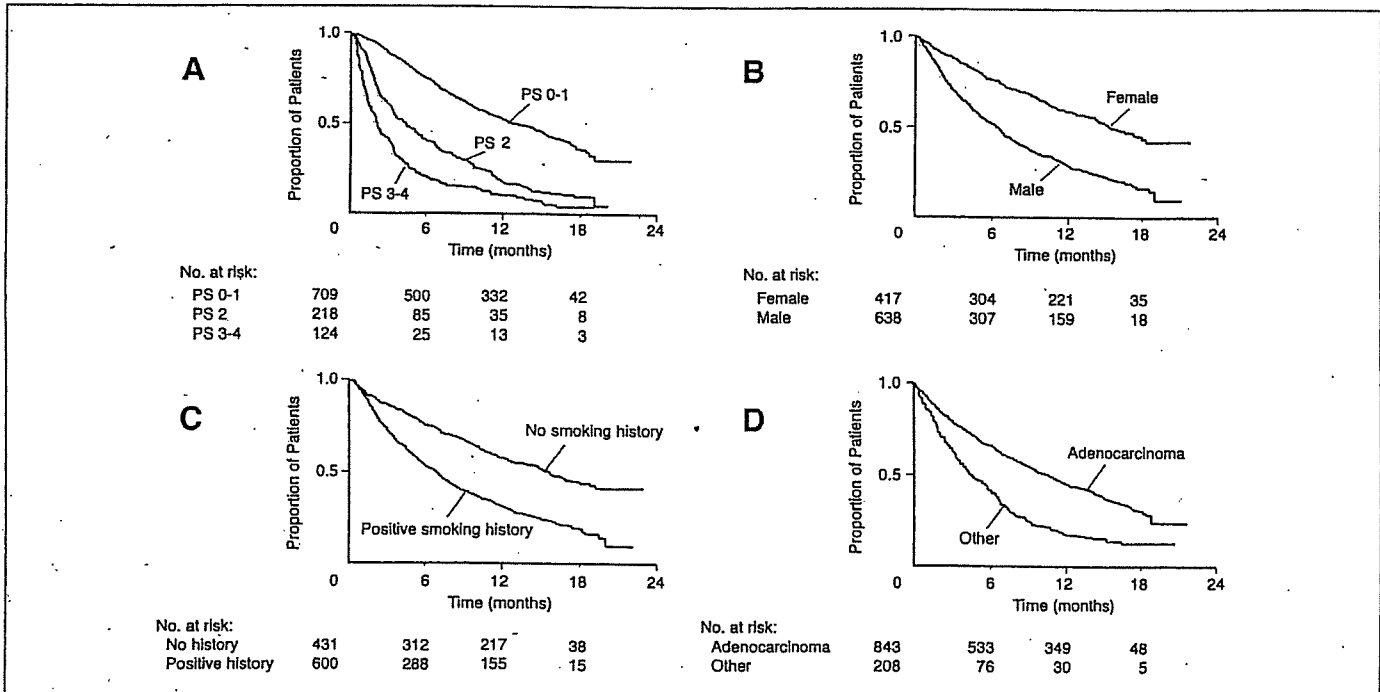 A
Proportion of Patients
1.0
0.5
PS 0-1
PS 2
PS 3-4
0 6 12 18 24
Time (months)
No. at risk:
PS 0-1 709 500 332 42
PS 2 218 85 35 8
PS 3-4 124 25 13 3
B
Proportion of Patients
1.0
0.5
Female
Male
0 6 12 18 24
Time (months)
No. at risk:
Female 417 304 221 35
Male 638 307 159 18
C
Proportion of Patients
1.0
0.5
No smoking history
Positive smoking history
0 6 12 18 24
Time (months)
No. at risk:
No history 431 312 217 38
Positive history 600 288 155 15
D
Proportion of Patients
1.0
0.5
Adenocarcinoma
Other
0 6 12 18 24
Time (months)
No. at risk:
Adenocarcinoma 843 533 349 48
Other 208 76 30 5